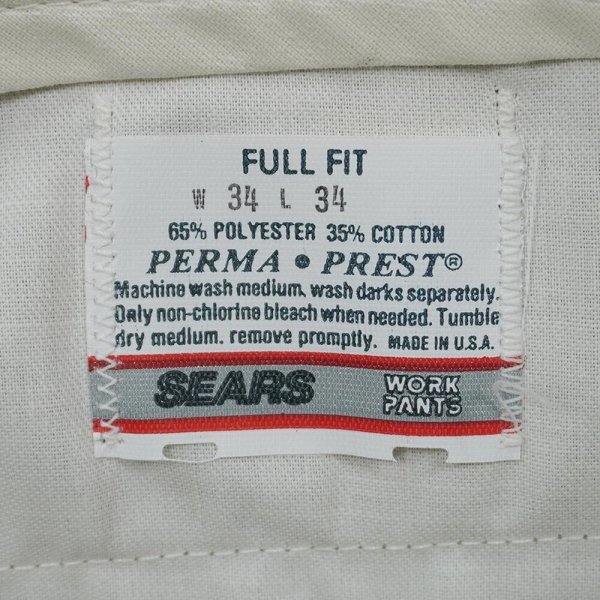 FULL FIT
W 34 L 34
65% POLYESTER 35% COTTON
PERMA • PREST®
Machine wash medium, wash darks separately.
Only non-chlorine bleach when needed. Tumble
dry medium. remove promptly. MADE IN U.S.A.
SEARS WORK
PANTS